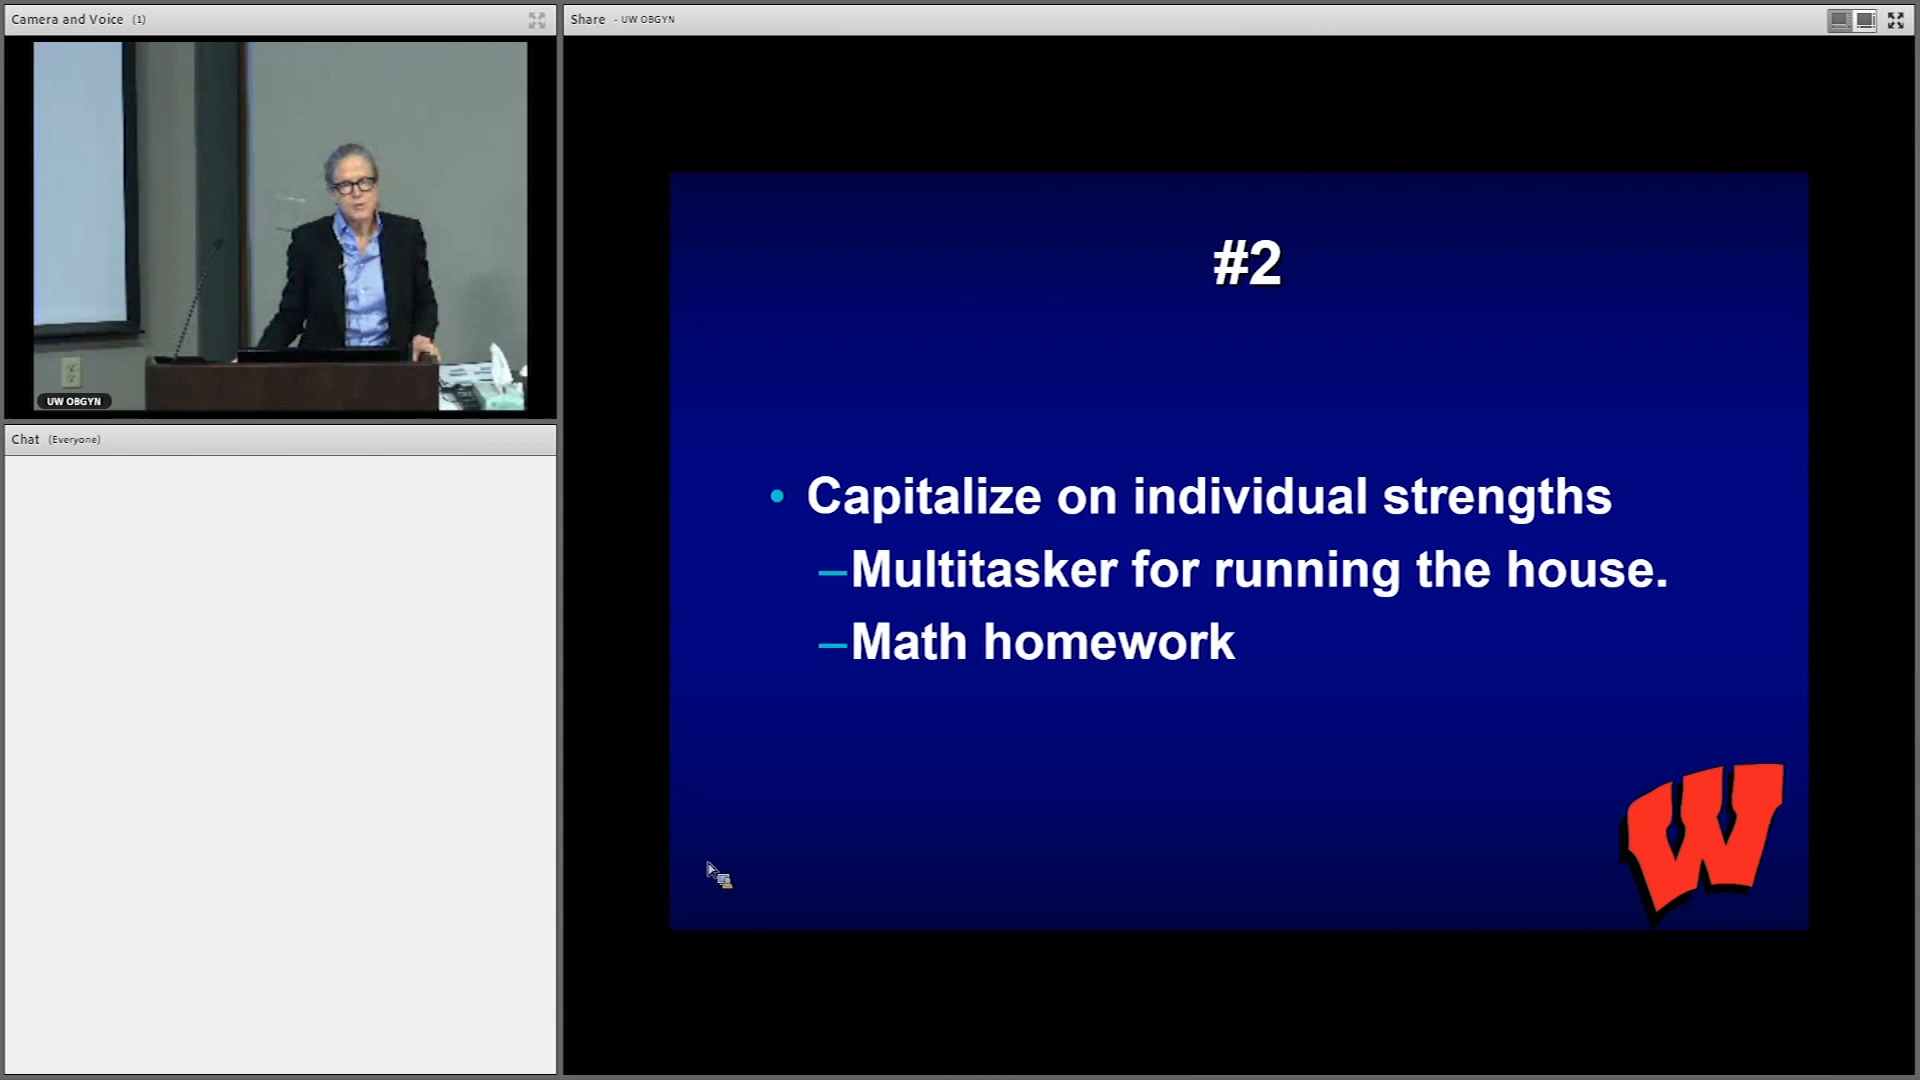 Camera and Voice (1)
UW OBGYN
Chat (Everyone)
Share - UW OBGYN
#2
• Capitalize on individual strengths
–Multitasker for running the house.
–Math homework
W